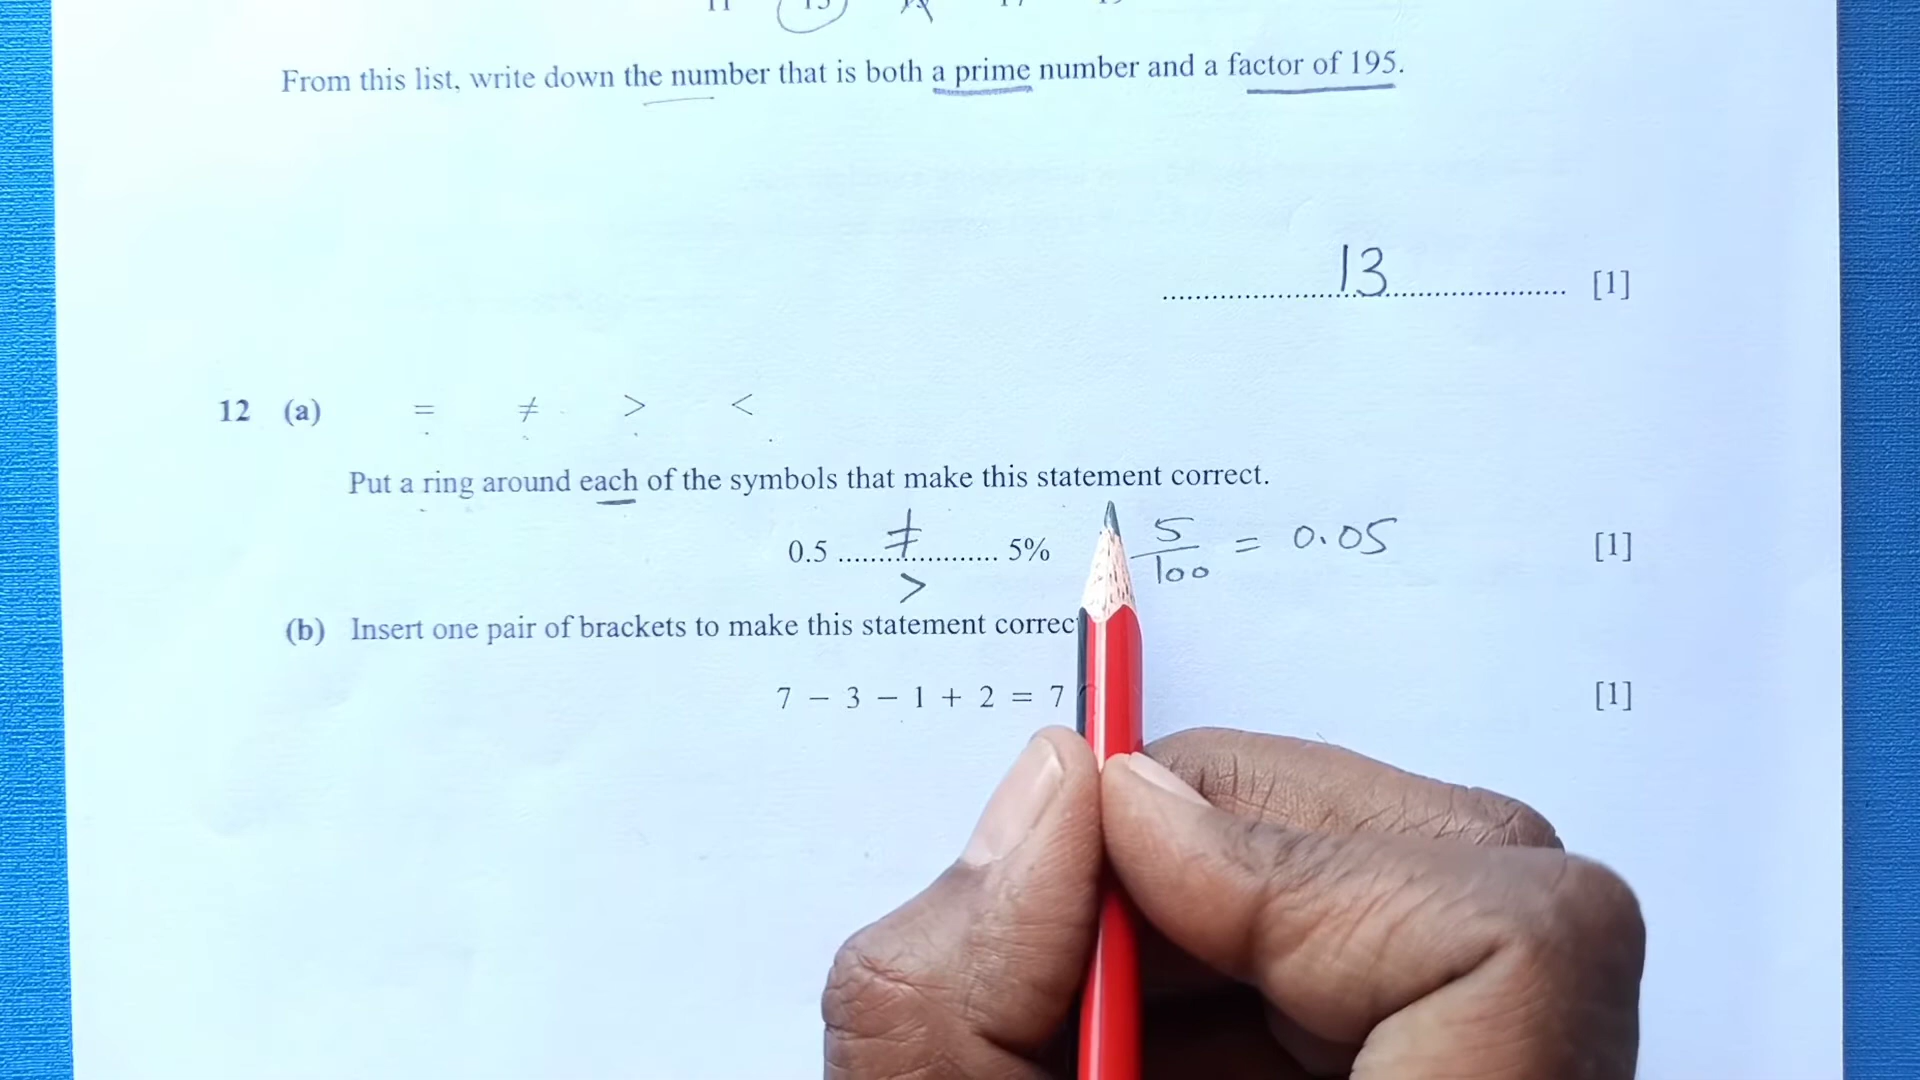 From this list, write down the number that is both a prime number and a factor of 195.
13 [1]
12 (a) = ≠ > <
Put a ring around each of the symbols that make this statement correct.
0.5 ........≠........ 5% 5/100 = 0.05 [1]
>
(b) Insert one pair of brackets to make this statement
7 − 3 − 1 + 2 = 7 [1]